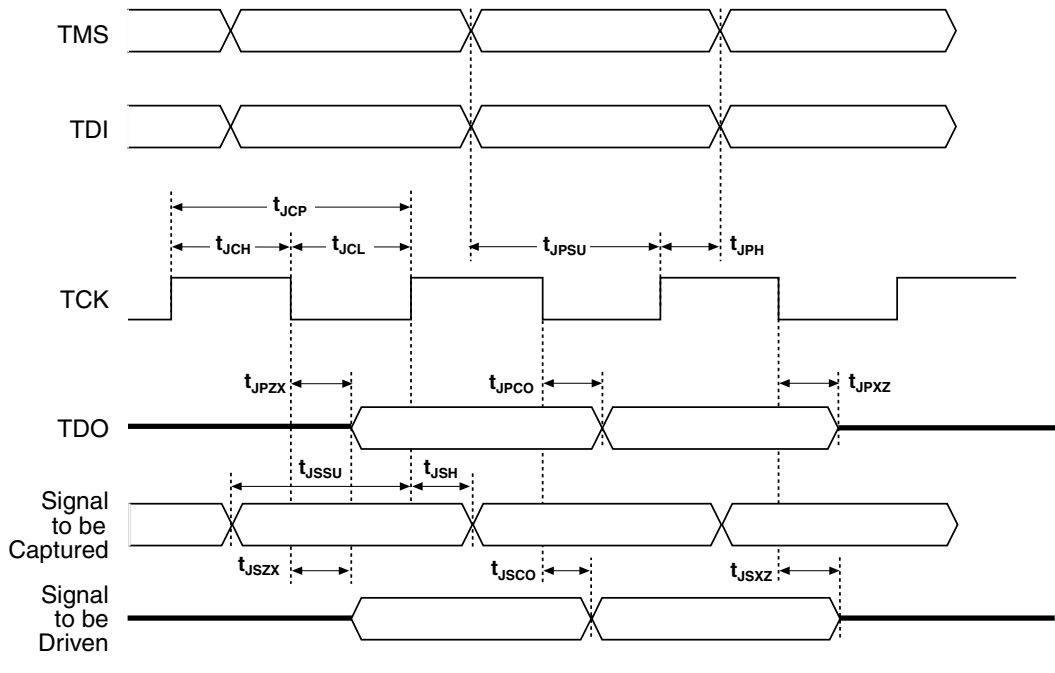 TMS
TDI
tJCP
tJCH
tJCL
tJPSU
tJPH
TCK
tJPZX
tJPCO
tJPXZ
TDO
tJSSU
tJSH
Signal
to be
Captured
tJSZX
tJSCO
tJSXZ
Signal
to be
Driven